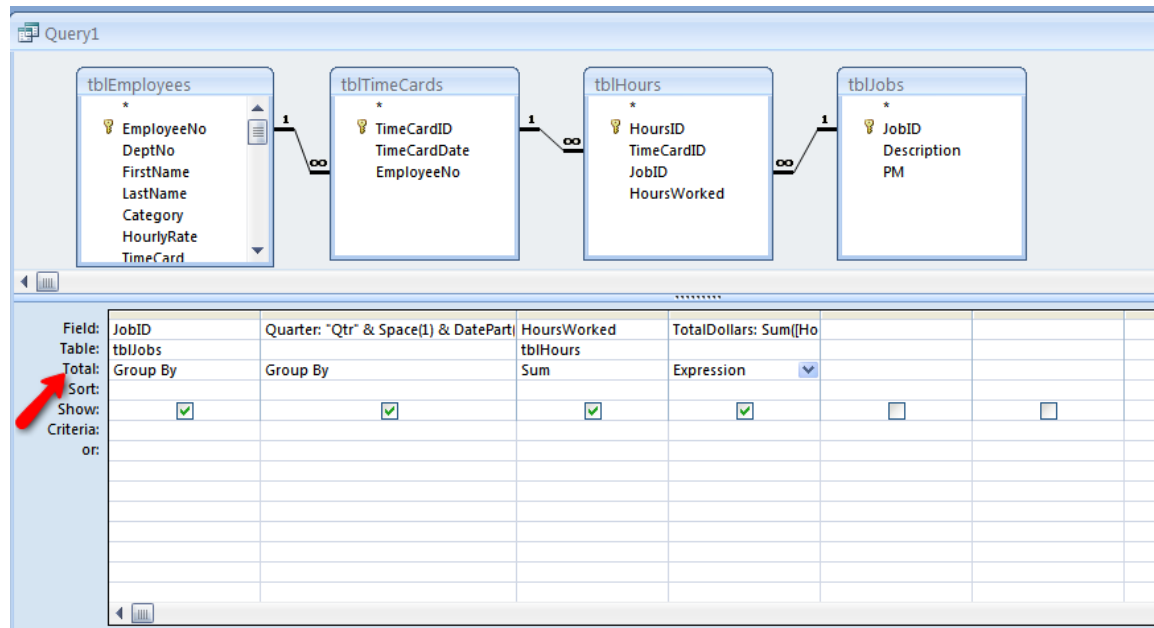 Query1
tblEmployees tblTimeCards tblHours tblJobs
* * * *
EmployeeNo TimeCardID HoursID JobID
DeptNo TimeCardDate TimeCardID Description
FirstName EmployeeNo JobID PM
LastName HoursWorked
Category
HourlyRate
TimeCard
1 ∞ 1 ∞ ∞ 1
Field: JobID Quarter: "Qtr" & Space(1) & DatePart( HoursWorked TotalDollars: Sum([Ho
Table: tblJobs tblHours
Total: Group By Group By Sum Expression
Sort:
Show:
Criteria:
or: